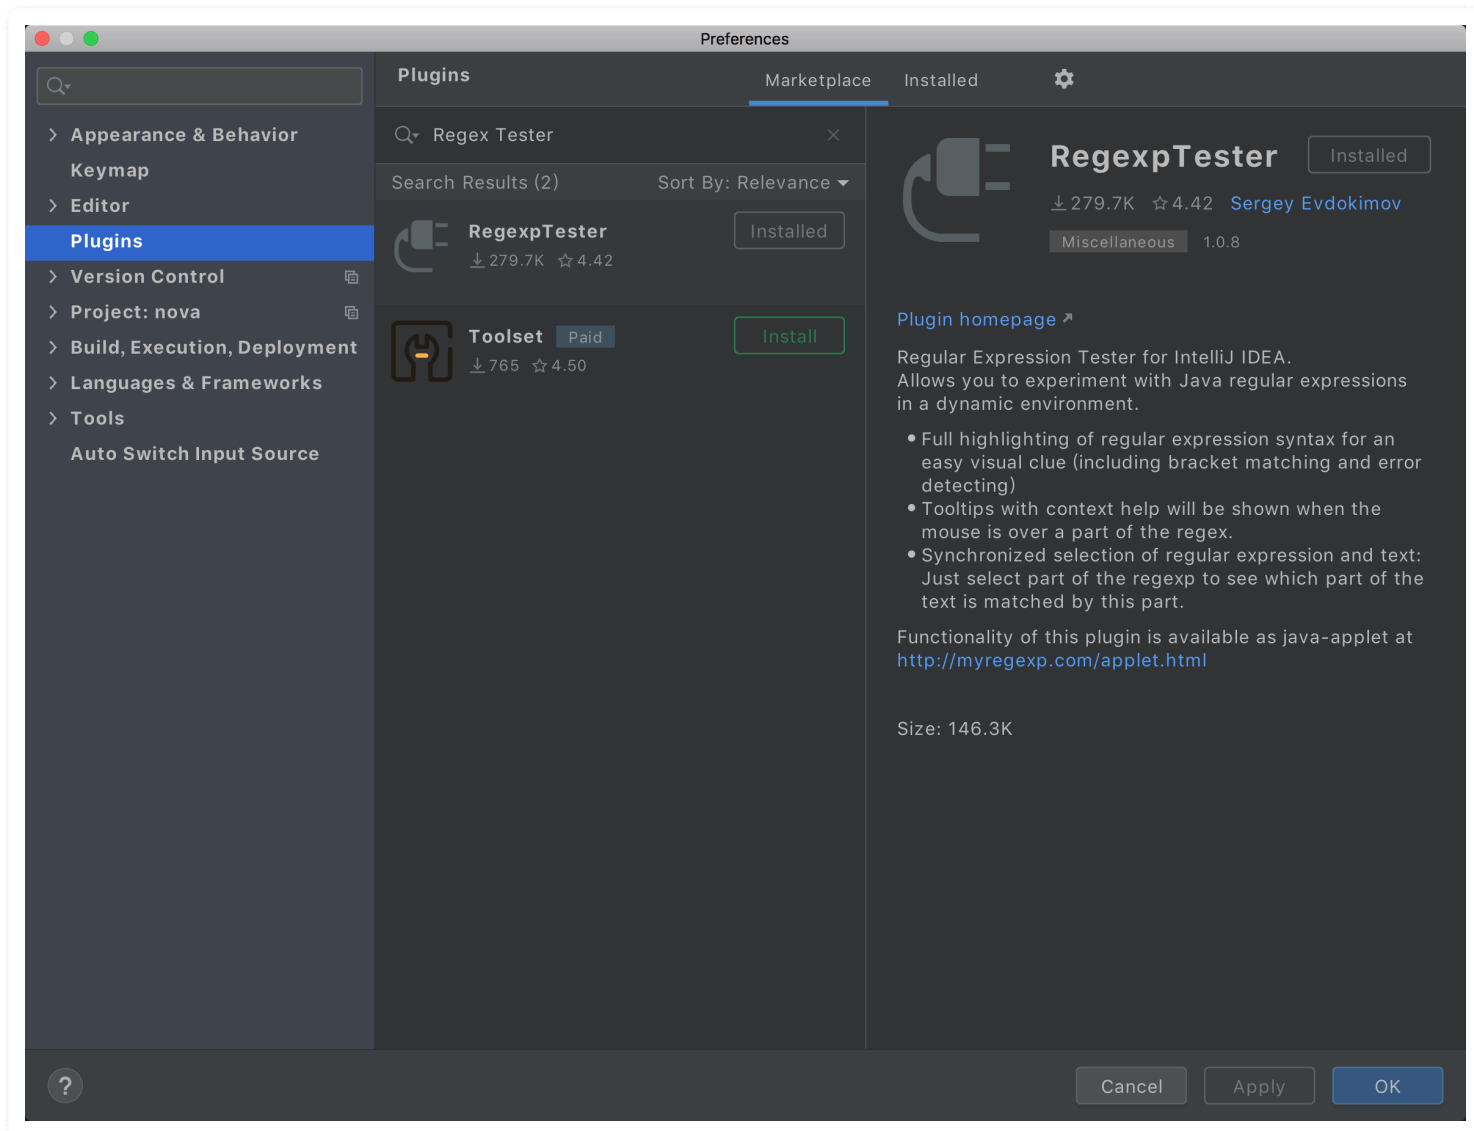 Preferences
Plugins
Marketplace
Installed
Appearance & Behavior
Keymap
Editor
Plugins
Version Control
Project: nova
Build, Execution, Deployment
Languages & Frameworks
Tools
Auto Switch Input Source
Regex Tester
Search Results (2)
Sort By: Relevance
RegexpTester
279.7K 4.42
Installed
Toolset Paid
765 4.50
Install
RegexpTester
Installed
279.7K 4.42 Sergey Evdokimov
Miscellaneous 1.0.8
Plugin homepage
Regular Expression Tester for IntelliJ IDEA.
Allows you to experiment with Java regular expressions
in a dynamic environment.
Full highlighting of regular expression syntax for an
easy visual clue (including bracket matching and error
detecting)
Tooltips with context help will be shown when the
mouse is over a part of the regex.
Synchronized selection of regular expression and text:
Just select part of the regexp to see which part of the
text is matched by this part.
Functionality of this plugin is available as java-applet at
http://myregexp.com/applet.html
Size: 146.3K
?
Cancel
Apply
OK